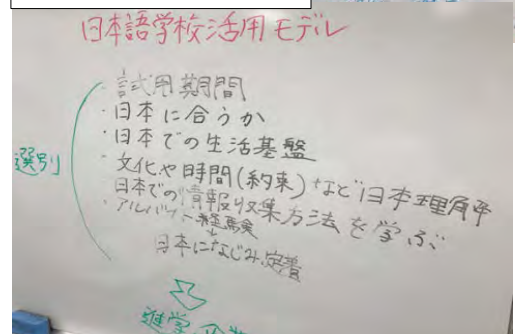 日本語学校活用モデル
・試用期間
・日本に合うか
・日本での生活基盤
・文化や時間(約束)など日本理解
日本での情報収集方法を学ぶ
・アルバイト経験
↓
日本になじみ定着
選別
進学